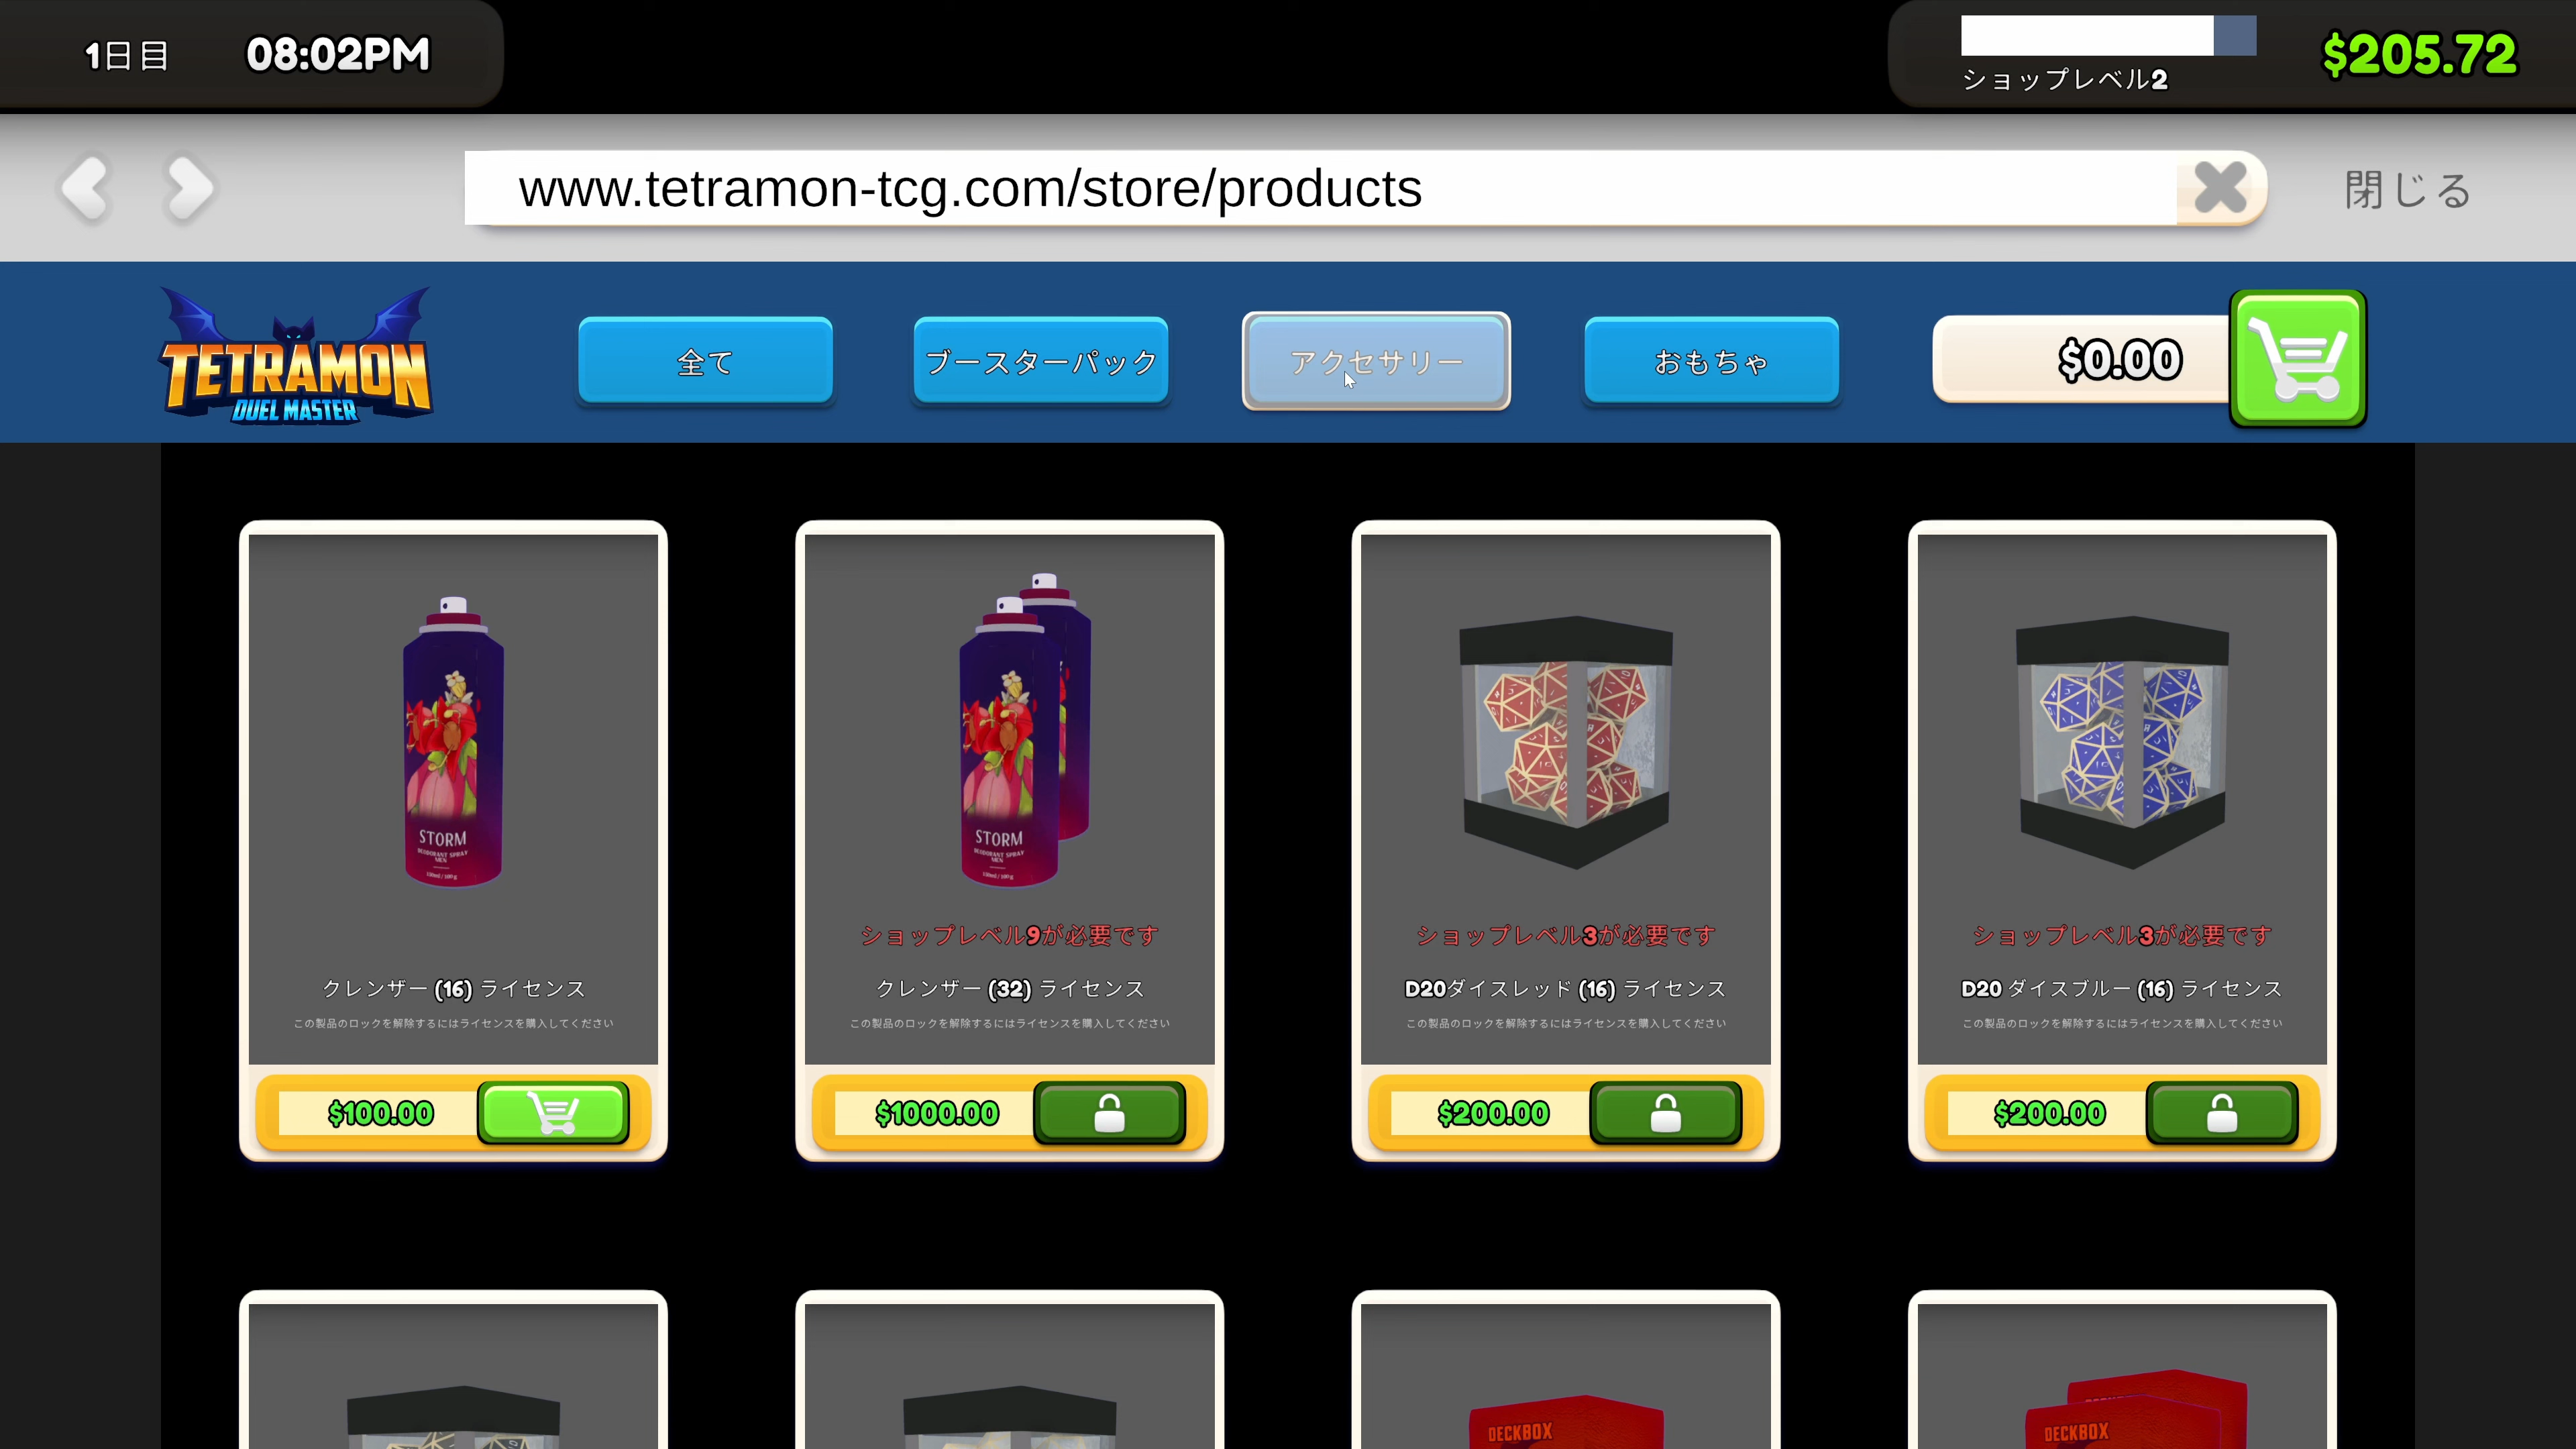 1日目 08:02PM
ショップレベル2
$205.72
www.tetramon-tcg.com/store/products
閉じる
TETRAMON
DUEL MASTER
全て
ブースターパック
アクセサリー
おもちゃ
$0.00
STORM
DEODORANT SPRAY
MEN
150ml / 100g
クレンザー (16) ライセンス
この製品のロックを解除するにはライセンスを購入してください
$100.00
STORM
DEODORANT SPRAY
MEN
150ml / 100g
ショップレベル9が必要です
クレンザー (32) ライセンス
この製品のロックを解除するにはライセンスを購入してください
$1000.00
ショップレベル3が必要です
D20ダイスレッド (16) ライセンス
この製品のロックを解除するにはライセンスを購入してください
$200.00
ショップレベル3が必要です
D20 ダイスブルー (16) ライセンス
この製品のロックを解除するにはライセンスを購入してください
$200.00
DECKBOX
DECKBOX